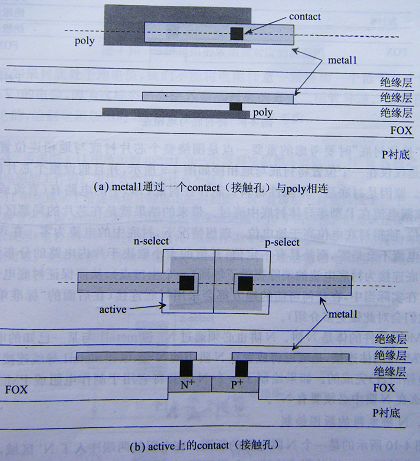 contact
poly
metal1
绝缘层
绝缘层
poly
绝缘层
FOX
P衬底
(a) metal1通过一个contact（接触孔）与poly相连
n-select
p-select
active
metal1
绝缘层
绝缘层
绝缘层
FOX
N+
P+
FOX
P衬底
(b) active上的contact（接触孔）